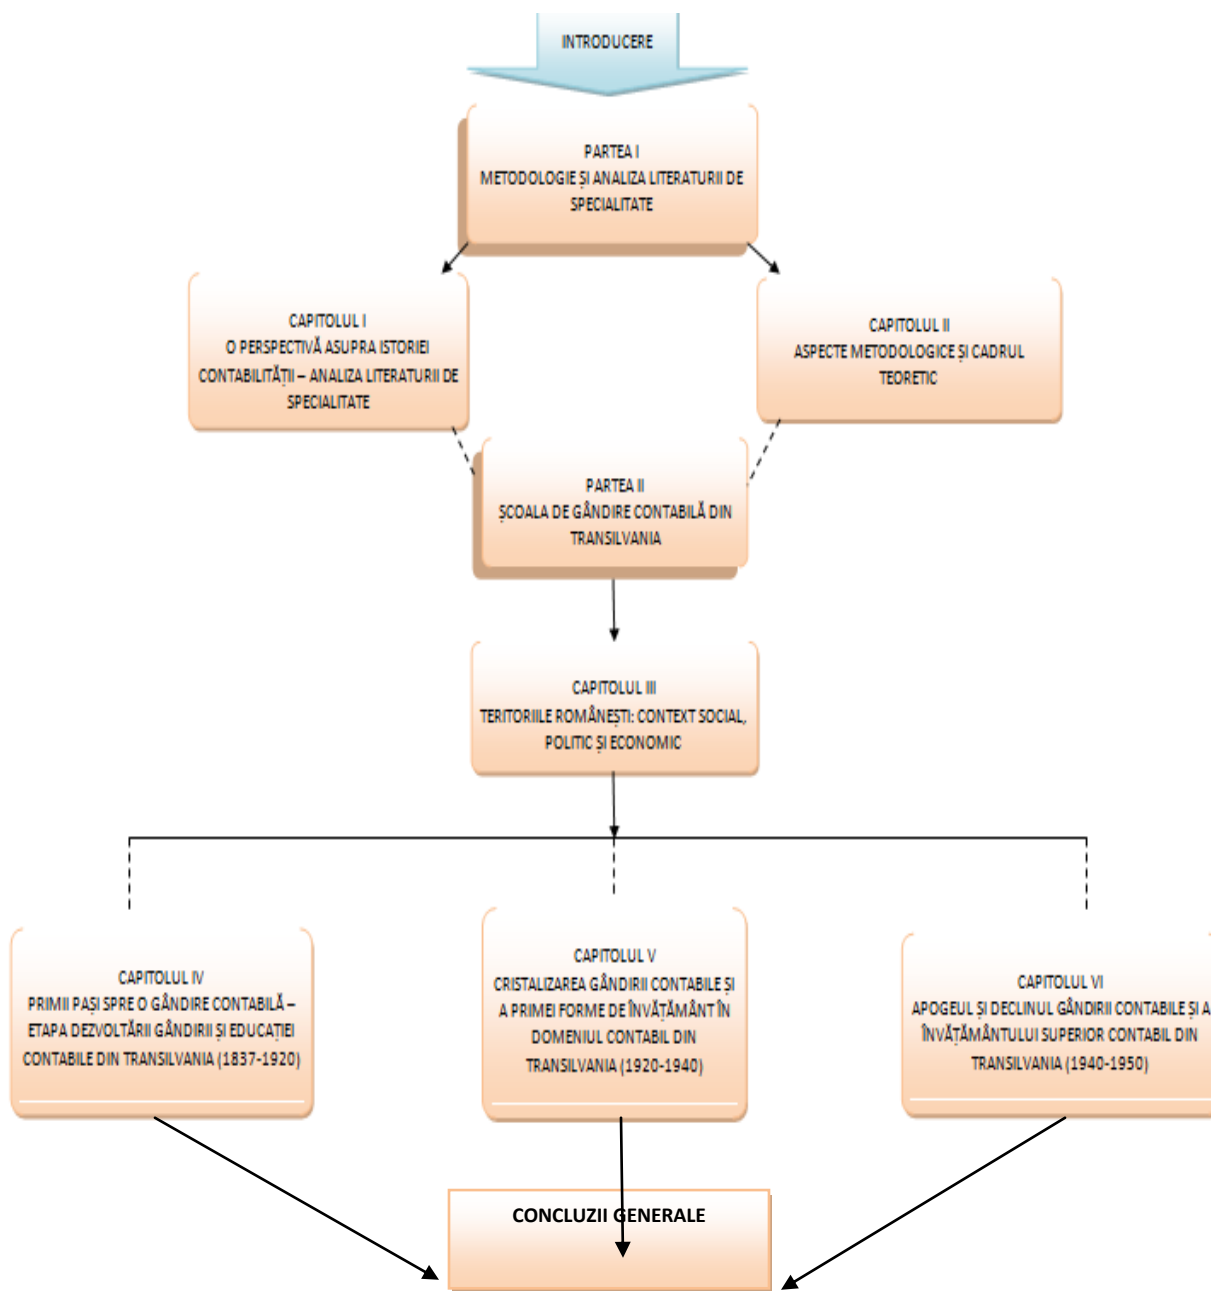 INTRODUCERE
PARTEA I
METODOLOGIE ȘI ANALIZA LITERATURII DE
SPECIALITATE
CAPITOLUL I
O PERSPECTIVĂ ASUPRA ISTORIEI
CONTABILITĂȚII – ANALIZA LITERATURII DE
SPECIALITATE
CAPITOLUL II
ASPECTE METODOLOGICE ȘI CADRUL
TEORETIC
PARTEA II
ȘCOALA DE GÂNDIRE CONTABILĂ DIN
TRANSILVANIA
CAPITOLUL III
TERITORIILE ROMÂNEȘTI: CONTEXT SOCIAL,
POLITIC ȘI ECONOMIC
CAPITOLUL IV
PRIMII PAȘI SPRE O GÂNDIRE CONTABILĂ –
ETAPA DEZVOLTĂRII GÂNDIRII ȘI EDUCAȚIEI
CONTABILE DIN TRANSILVANIA (1837-1920)
CAPITOLUL V
CRISTALIZAREA GÂNDIRII CONTABILE ȘI
A PRIMEI FORME DE ÎNVĂȚĂMÂNT ÎN
DOMENIUL CONTABIL DIN
TRANSILVANIA (1920-1940)
CAPITOLUL VI
APOGEUL ȘI DECLINUL GÂNDIRII CONTABILE ȘI A
ÎNVĂȚĂMÂNTULUI SUPERIOR CONTABIL DIN
TRANSILVANIA (1940-1950)
CONCLUZII GENERALE